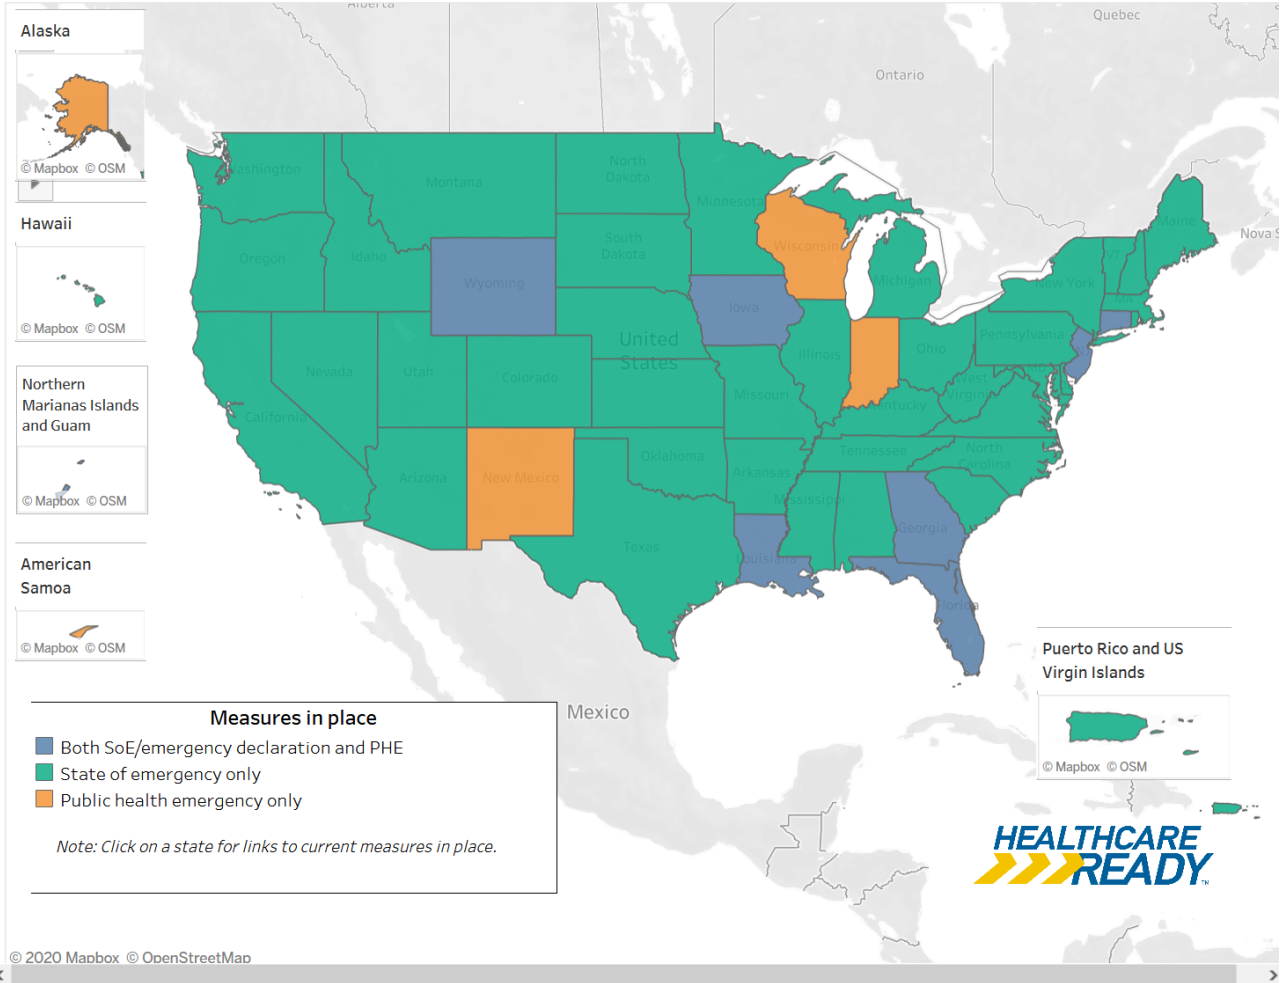 Alberta
Quebec
Alaska
Ontario
© Mapbox © OSM
Washington
North
Dakota
Montana
Minnesota
Maine
Hawaii
Nova S
South
Dakota
Wisconsin
Oregon
Idaho
VT
Michigan
New York
Wyoming
MA
Iowa
© Mapbox © OSM
Pennsylvania
United
States
Ohio
Illinois
Nevada
Utah
Colorado
MD
West
Virginia
Northern
Marianas Islands
and Guam
Missouri
Kentucky
California
North
Carolina
Tennessee
Oklahoma
Arkansas
Arizona
New Mexico
Mississippi
© Mapbox © OSM
Georgia
Texas
Louisiana
American
Samoa
Florida
© Mapbox © OSM
Puerto Rico and US
Virgin Islands
Mexico
Measures in place
Both SoE/emergency declaration and PHE
State of emergency only
Public health emergency only
Note: Click on a state for links to current measures in place.
© Mapbox © OSM
HEALTHCARE
READY™
© 2020 Mapbox © OpenStreetMap